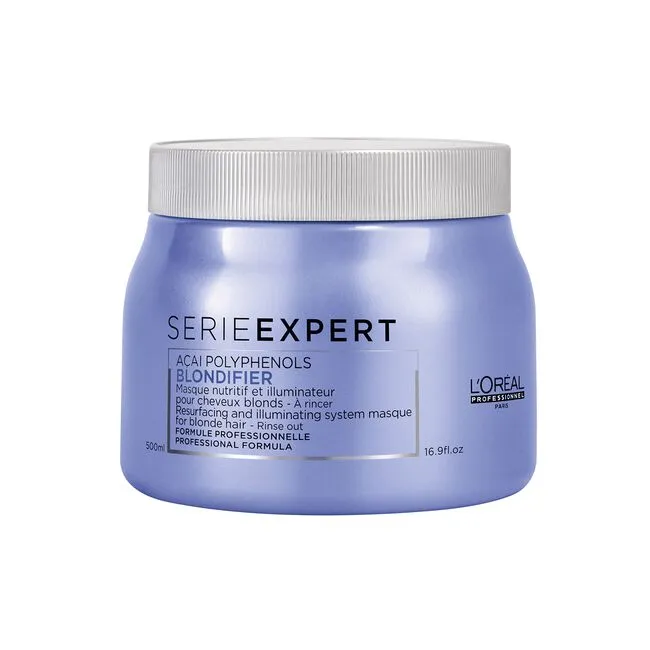 SERIEEXPERT
AÇAI POLYPHENOLS
BLONDIFIER
Masque nutritif et illuminateur
pour cheveux blonds - À rincer
Resurfacing and illuminating system masque
for blonde hair - Rinse out
FORMULE PROFESSIONNELLE
PROFESSIONAL FORMULA
500ml
16.9fl.oz
L'ORÉAL
PROFESSIONNEL
PARIS